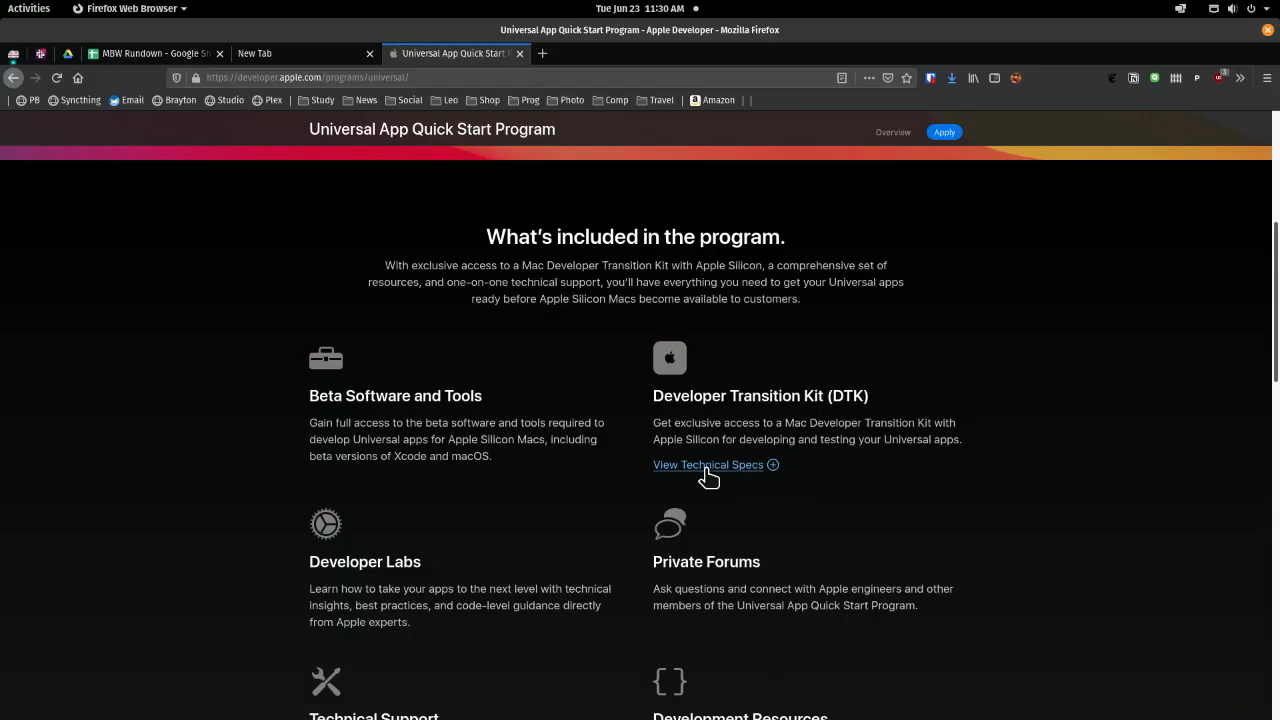 Activities
Firefox Web Browser
Tue Jun 23 11:30 AM
Universal App Quick Start Program - Apple Developer - Mozilla Firefox
MBW Rundown - Google Sh
New Tab
Universal App Quick Start P
https://developer.apple.com/programs/universal/
3
PB
Syncthing
Email
Brayton
Studio
Plex
Study
News
Social
Leo
Shop
Prog
Photo
Comp
Travel
Amazon
Universal App Quick Start Program
Overview
Apply
What's included in the program.
With exclusive access to a Mac Developer Transition Kit with Apple Silicon, a comprehensive set of
resources, and one-on-one technical support, you'll have everything you need to get your Universal apps
ready before Apple Silicon Macs become available to customers.
Beta Software and Tools
Gain full access to the beta software and tools required to
develop Universal apps for Apple Silicon Macs, including
beta versions of Xcode and macOS.
Developer Transition Kit (DTK)
Get exclusive access to a Mac Developer Transition Kit with
Apple Silicon for developing and testing your Universal apps.
View Technical Specs
Developer Labs
Learn how to take your apps to the next level with technical
insights, best practices, and code-level guidance directly
from Apple experts.
Private Forums
Ask questions and connect with Apple engineers and other
members of the Universal App Quick Start Program.
Technical Support
Development Resources